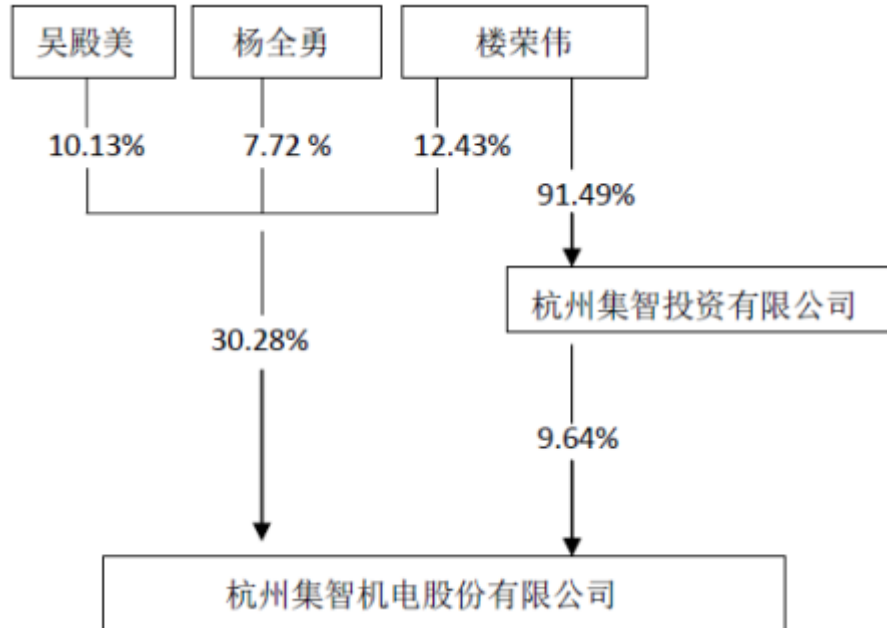 吴殿美
杨全勇
楼荣伟
10.13%
7.72 %
12.43%
91.49%
杭州集智投资有限公司
30.28%
9.64%
杭州集智机电股份有限公司